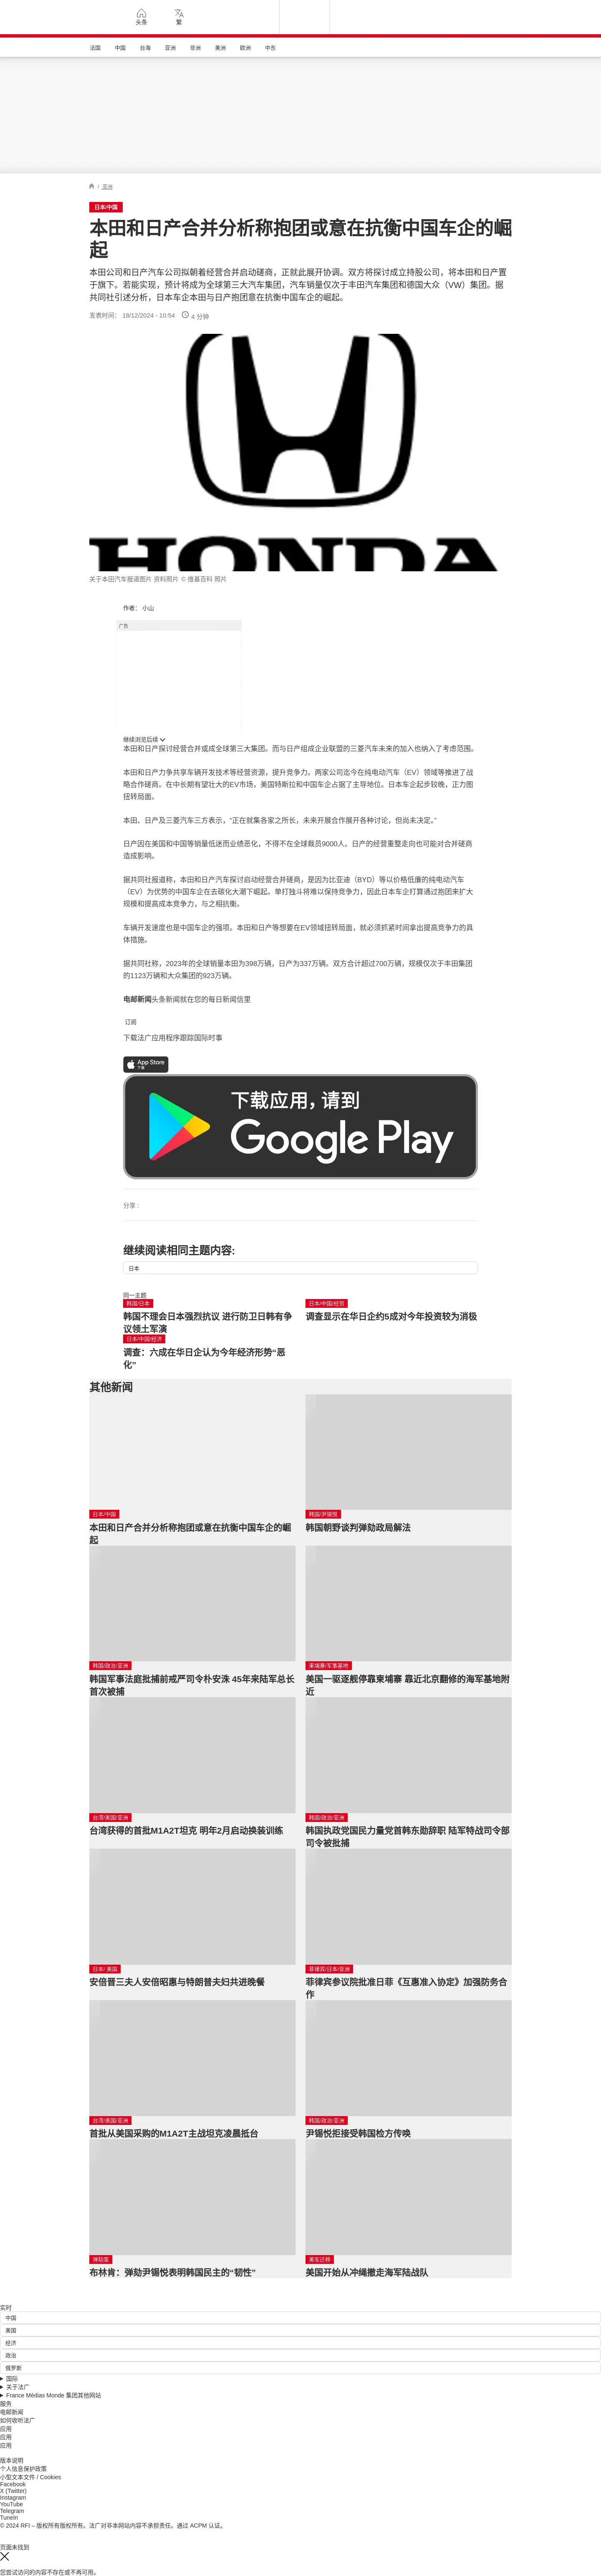 头条
繁
法国 中国 台海 亚洲 非洲 美洲 欧洲 中东
/ 亚洲
日本/中国
本田和日产合并分析称抱团或意在抗衡中国车企的崛
起
本田公司和日产汽车公司拟朝着经营合并启动磋商，正就此展开协调。双方将探讨成立持股公司，将本田和日产置
于旗下。若能实现，预计将成为全球第三大汽车集团，汽车销量仅次于丰田汽车集团和德国大众（VW）集团。据
共同社引述分析，日本车企本田与日产抱团意在抗衡中国车企的崛起。
发表时间： 18/12/2024 - 10:54 4 分钟
HONDA
关于本田汽车报道图片 资料照片 © 维基百科 照片
作者： 小山
广告
继续浏览后续
本田和日产探讨经营合并或成全球第三大集团。而与日产组成企业联盟的三菱汽车未来的加入也纳入了考虑范围。
本田和日产力争共享车辆开发技术等经营资源，提升竞争力。两家公司迄今在纯电动汽车（EV）领域等推进了战
略合作磋商。在中长期有望壮大的EV市场，美国特斯拉和中国车企占据了主导地位。日本车企起步较晚，正力图
扭转局面。
本田、日产及三菱汽车三方表示，“正在就集各家之所长，未来开展合作展开各种讨论，但尚未决定。”
日产因在美国和中国等销量低迷而业绩恶化，不得不在全球裁员9000人。日产的经营重整走向也可能对合并磋商
造成影响。
据共同社报道称，本田和日产汽车探讨启动经营合并磋商，是因为比亚迪（BYD）等以价格低廉的纯电动汽车
（EV）为优势的中国车企在去碳化大潮下崛起。单打独斗将难以保持竞争力，因此日本车企打算通过抱团来扩大
规模和提高成本竞争力，与之相抗衡。
车辆开发速度也是中国车企的强项。本田和日产等想要在EV领域扭转局面，就必须抓紧时间拿出提高竞争力的具
体措施。
据共同社称，2023年的全球销量本田为398万辆，日产为337万辆。双方合计超过700万辆，规模仅次于丰田集团
的1123万辆和大众集团的923万辆。
电邮新闻头条新闻就在您的每日新闻信里
订阅
下载法广应用程序跟踪国际时事
App Store
下载
下载应用，请到
Google Play
分享 :
继续阅读相同主题内容:
日本
同一主题
韩国/日本
韩国不理会日本强烈抗议 进行防卫日韩有争
议领土军演
日本/中国/经贸
调查显示在华日企约5成对今年投资较为消极
日本/中国/经济
调查：六成在华日企认为今年经济形势“恶
化”
其他新闻
日本/中国
本田和日产合并分析称抱团或意在抗衡中国车企的崛
起
韩国/尹锡悦
韩国朝野谈判弹劾政局解法
韩国/政治/亚洲
韩国军事法庭批捕前戒严司令朴安洙 45年来陆军总长
首次被捕
柬埔寨/军事基地
美国一驱逐舰停靠柬埔寨 靠近北京翻修的海军基地附
近
台湾/美国/亚洲
台湾获得的首批M1A2T坦克 明年2月启动换装训练
韩国/政治/亚洲
韩国执政党国民力量党首韩东勋辞职 陆军特战司令部
司令被批捕
日本/ 美国
安倍晋三夫人安倍昭惠与特朗普夫妇共进晚餐
菲律宾/日本/亚洲
菲律宾参议院批准日菲《互惠准入协定》加强防务合
作
台湾/美国/亚洲
首批从美国采购的M1A2T主战坦克凌晨抵台
韩国/政治/亚洲
尹锡悦拒接受韩国检方传唤
弹劾案
布林肯：弹劾尹锡悦表明韩国民主的“韧性”
美军迁移
美国开始从冲绳撤走海军陆战队
实时
中国
美国
经济
政治
俄罗斯
国际
关于法广
France Médias Monde 集团其他网站
服务
电邮新闻
如何收听法广
应用
应用
应用
版本说明
个人信息保护政策
小型文本文件 / Cookies
Facebook
X (Twitter)
Instagram
YouTube
Telegram
TuneIn
© 2024 RFI – 版权所有版权所有。法广对非本网站内容不承担责任。通过 ACPM 认证。
页面未找到
您尝试访问的内容不存在或不再可用。